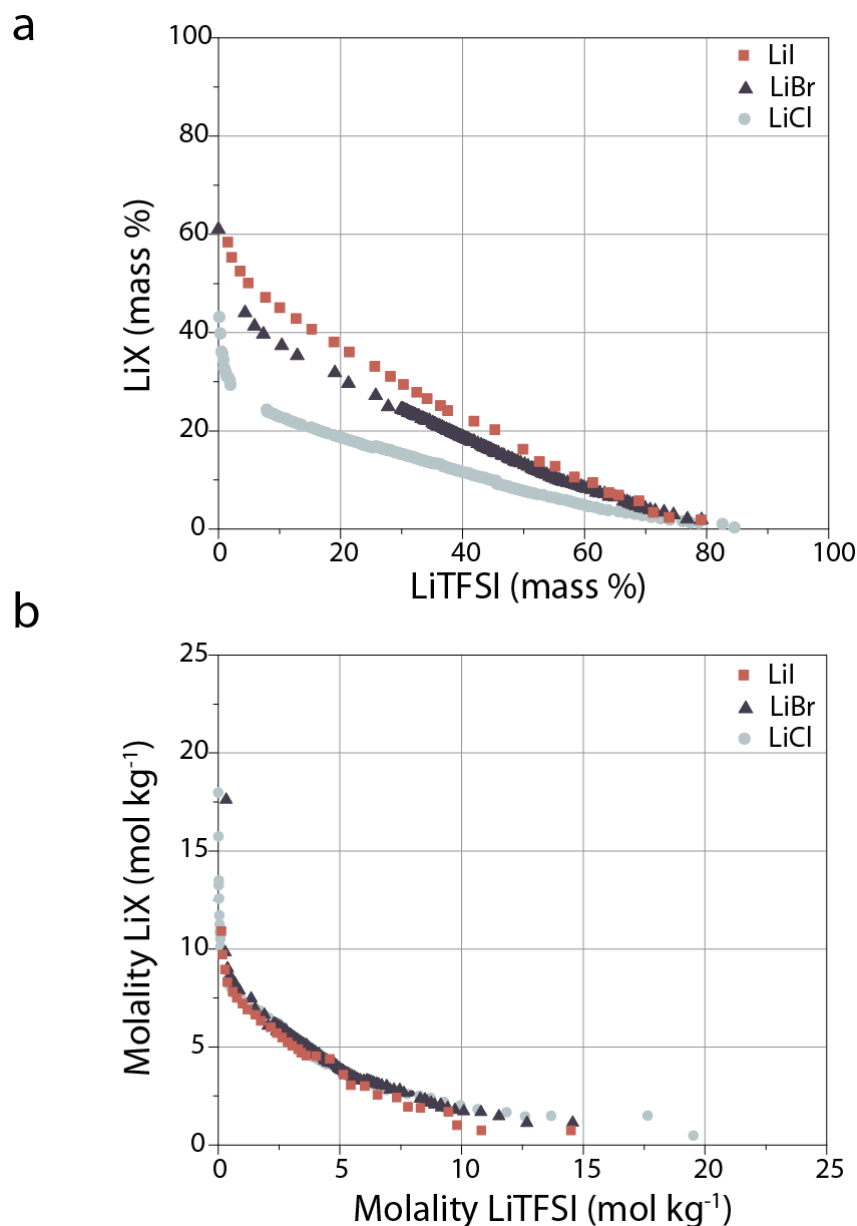 a
100
80
60
40
20
0
LiX (mass %)
LiI
LiBr
LiCl
0 20 40 60 80 100
LiTFSI (mass %)
b
25
20
15
10
5
0
Molality LiX (mol kg⁻¹)
LiI
LiBr
LiCl
0 5 10 15 20 25
Molality LiTFSI (mol kg⁻¹)